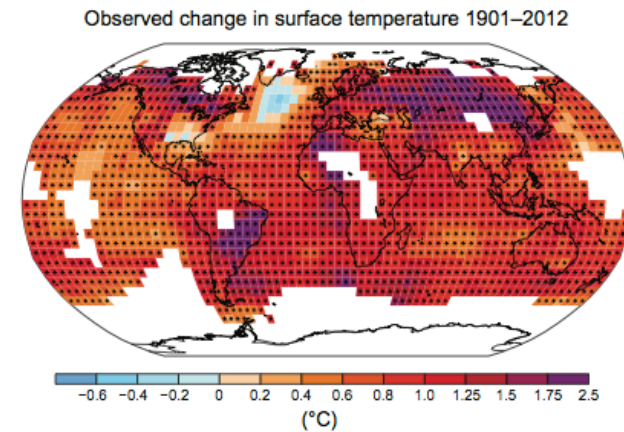 Observed change in surface temperature 1901–2012
−0.6 −0.4 −0.2 0 0.2 0.4 0.6 0.8 1.0 1.25 1.5 1.75 2.5
(°C)